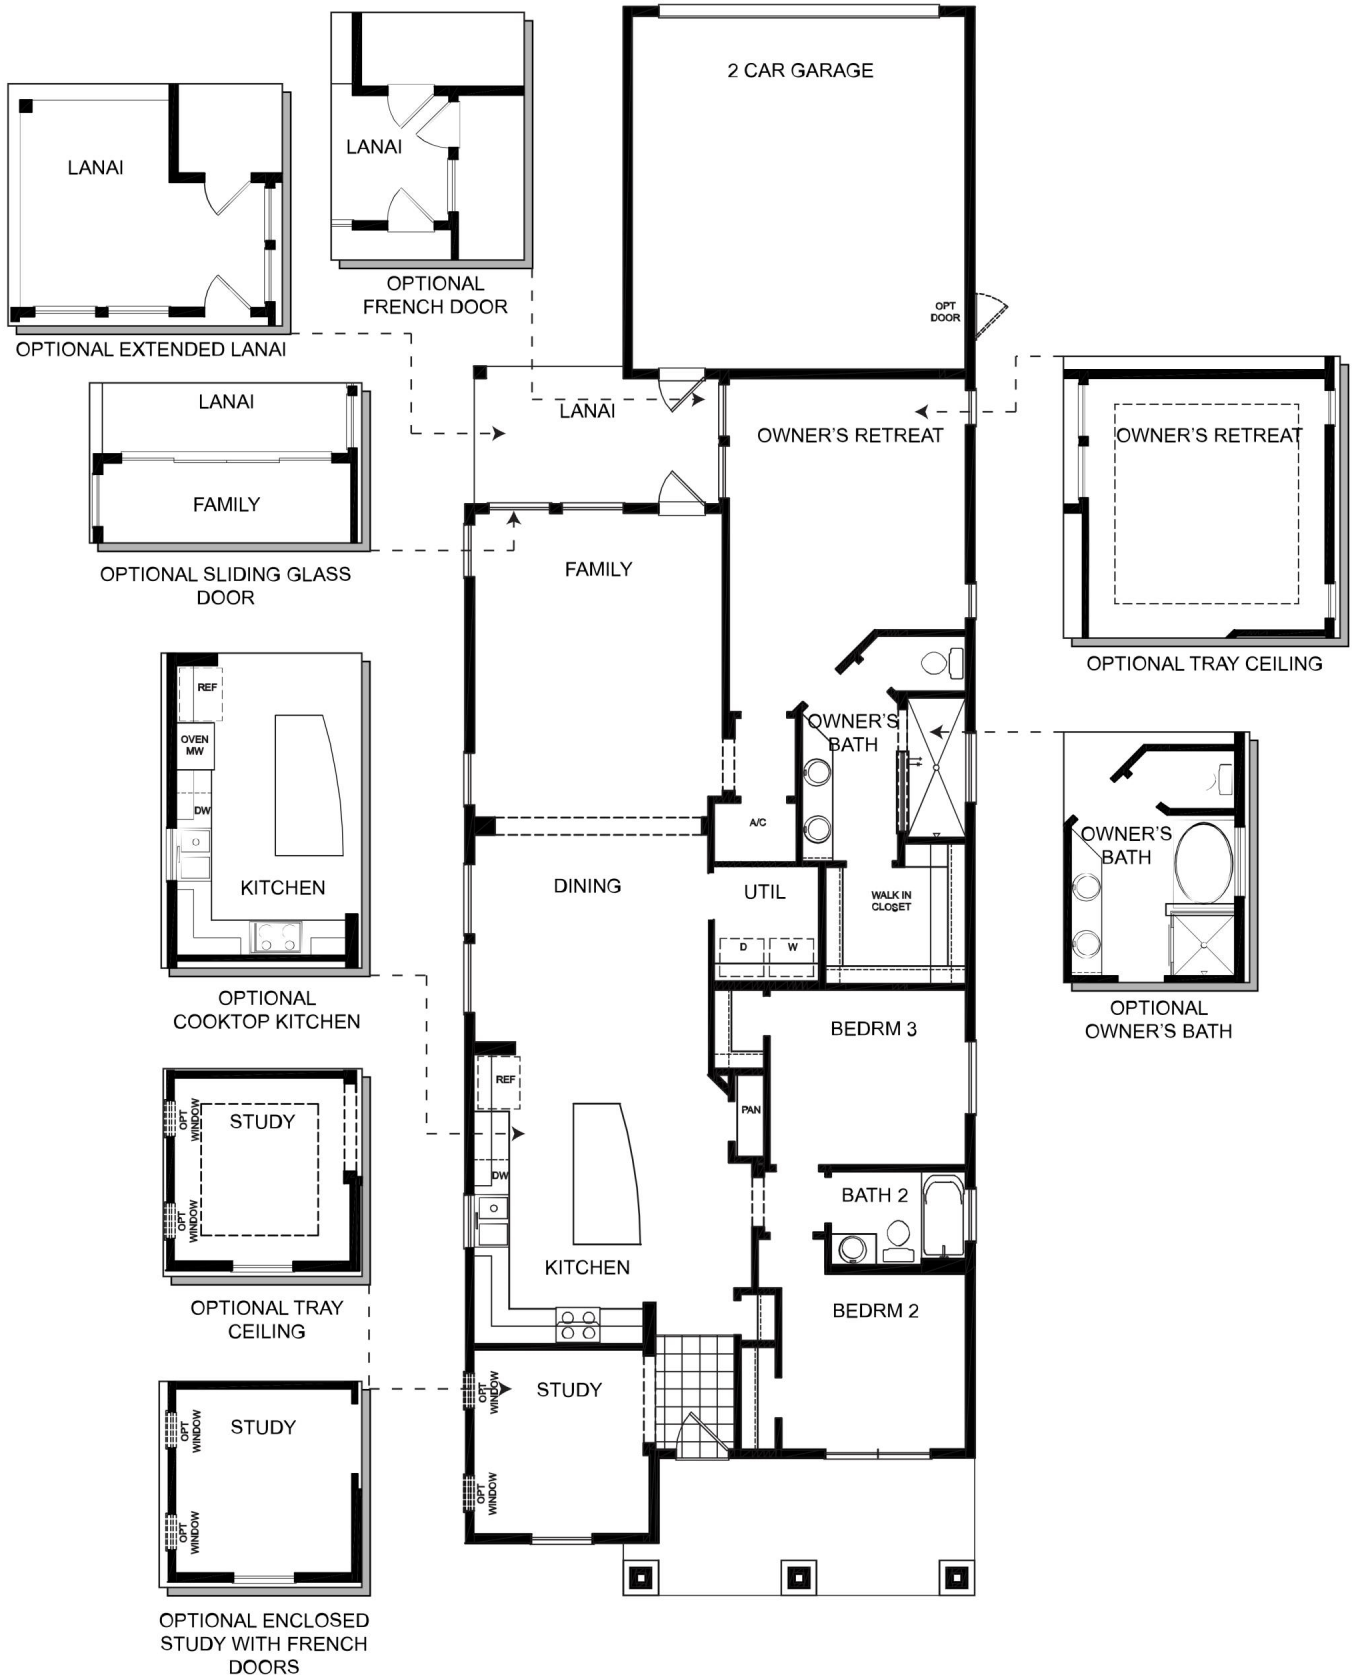 2 CAR GARAGE
OPT
DOOR
LANAI
OPTIONAL EXTENDED LANAI
LANAI
OPTIONAL
FRENCH DOOR
LANAI
FAMILY
OPTIONAL SLIDING GLASS
DOOR
LANAI
OWNER'S RETREAT
OWNER'S RETREAT
OPTIONAL TRAY CEILING
FAMILY
REF
OVEN
MW
DW
KITCHEN
OPTIONAL
COOKTOP KITCHEN
OWNER'S
BATH
A/C
DINING
UTIL
D
W
WALK IN
CLOSET
OWNER'S
BATH
OPTIONAL
OWNER'S BATH
BEDRM 3
REF
PAN
DW
KITCHEN
BATH 2
BEDRM 2
STUDY
OPT
WINDOW
OPT
WINDOW
OPTIONAL TRAY
CEILING
STUDY
OPT
WINDOW
OPT
WINDOW
STUDY
OPT
WINDOW
OPT
WINDOW
OPTIONAL ENCLOSED
STUDY WITH FRENCH
DOORS